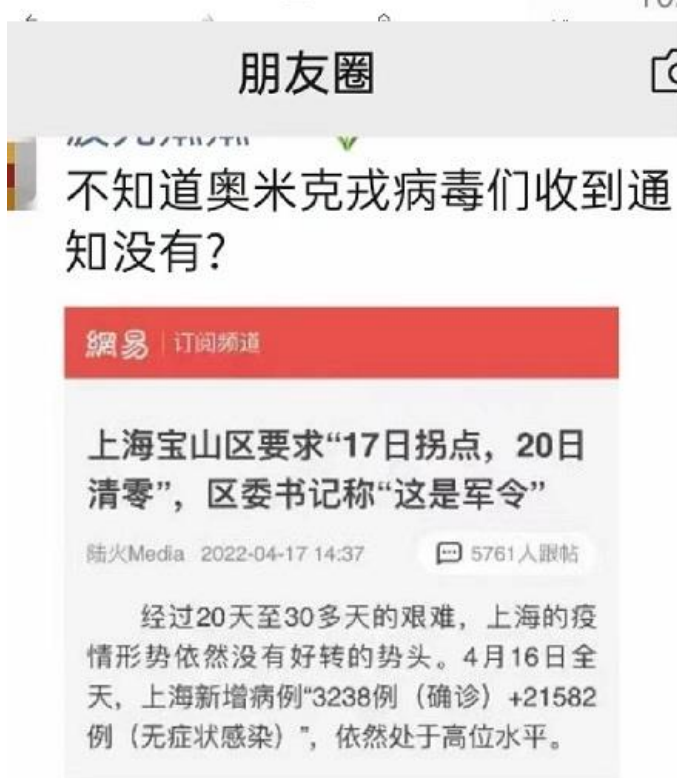 朋友圈
不知道奥米克戎病毒们收到通
知没有?
網易 | 订阅频道
上海宝山区要求“17日拐点，20日
清零”，区委书记称“这是军令”
陆火Media 2022-04-17 14:37 5761人跟帖
经过20天至30多天的艰难，上海的疫
情形势依然没有好转的势头。4月16日全
天，上海新增病例“3238例（确诊）+21582
例（无症状感染）”，依然处于高位水平。